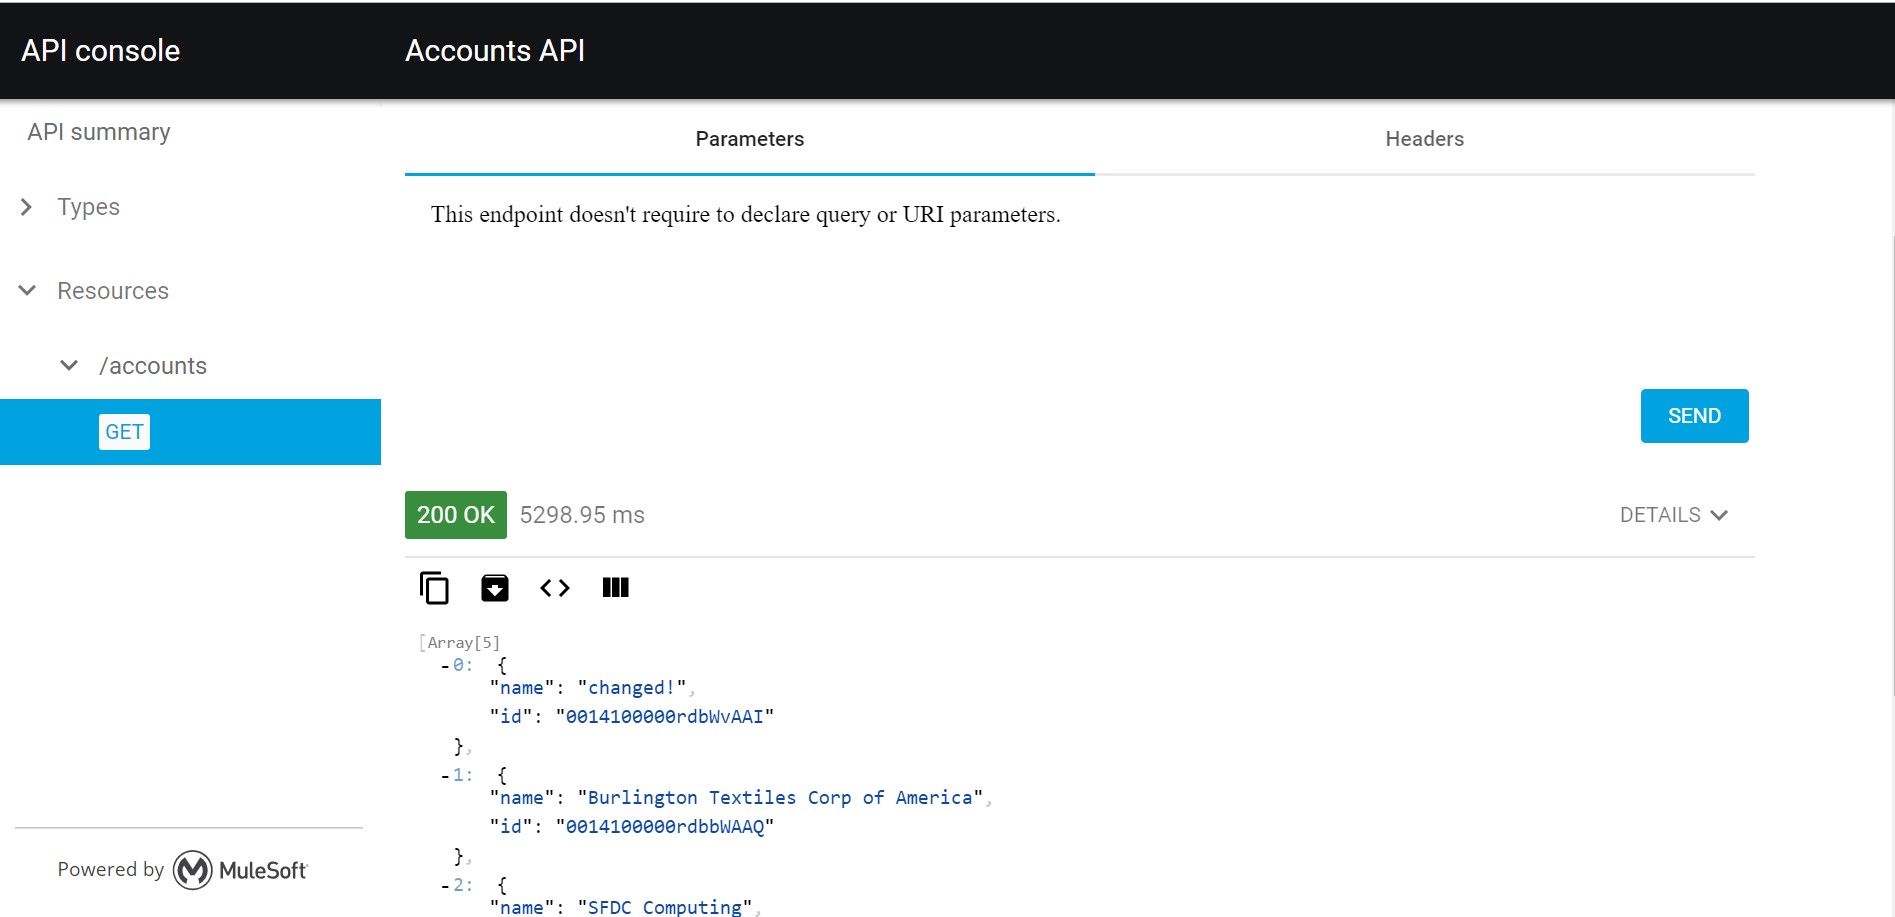 API console
Accounts API
API summary
Types
Resources
/accounts
GET
Powered by MuleSoft
Parameters
Headers
This endpoint doesn't require to declare query or URI parameters.
SEND
200 OK 5298.95 ms
DETAILS
[Array[5]
-0: {
"name": "changed!",
"id": "0014100000rdbWvAAI"
},
-1: {
"name": "Burlington Textiles Corp of America",
"id": "0014100000rdbbWAAQ"
},
-2: {
"name": "SFDC Computing",